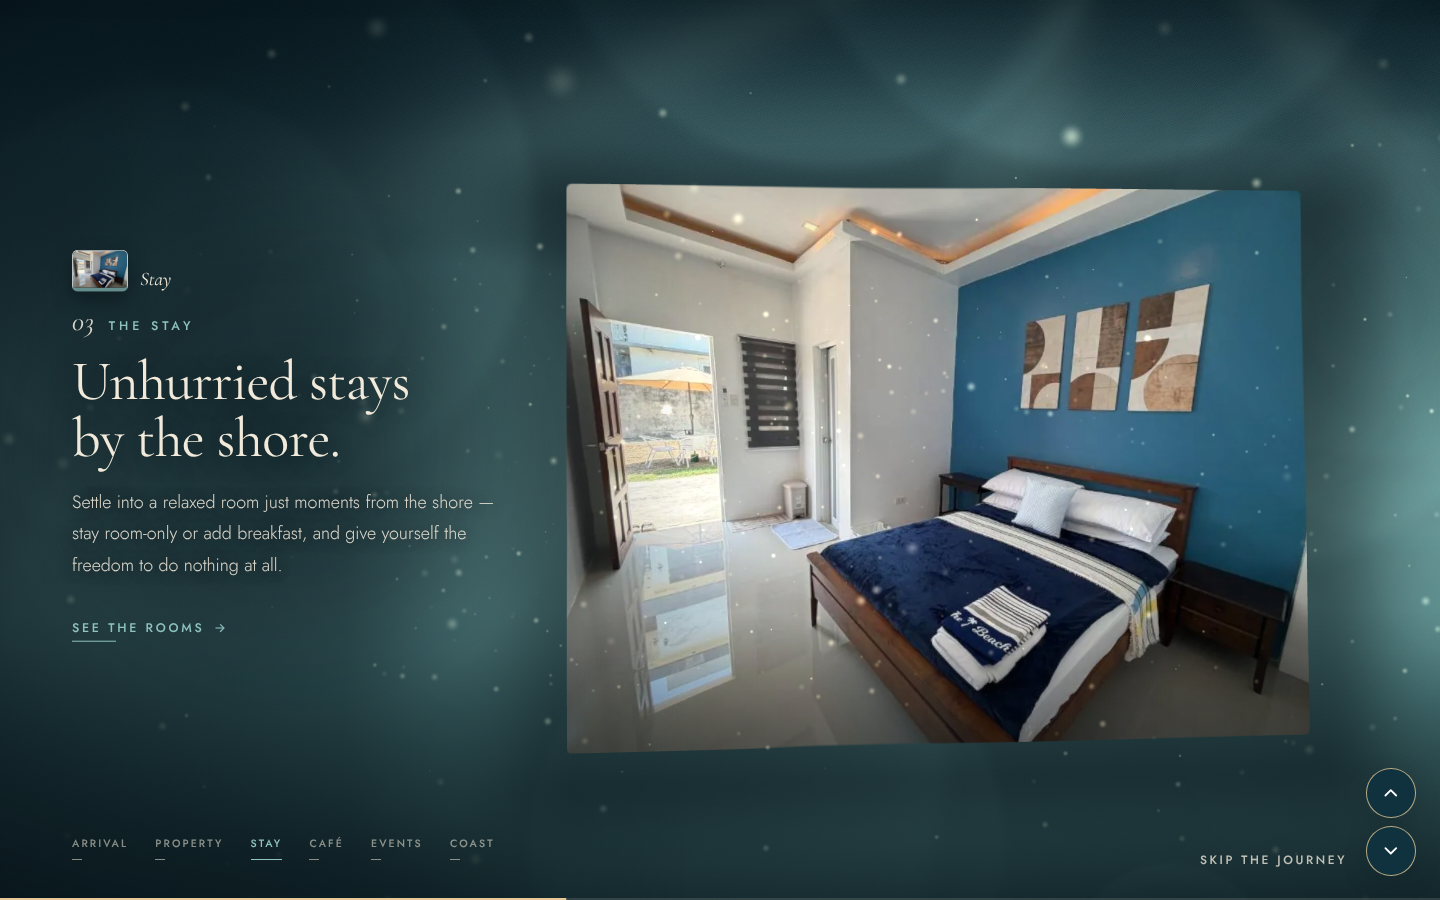 Stay
03 THE STAY
Unhurried stays
by the shore.
Settle into a relaxed room just moments from the shore —
stay room-only or add breakfast, and give yourself the
freedom to do nothing at all.
SEE THE ROOMS →
The Beach
ARRIVAL PROPERTY STAY CAFÉ EVENTS COAST
SKIP THE JOURNEY